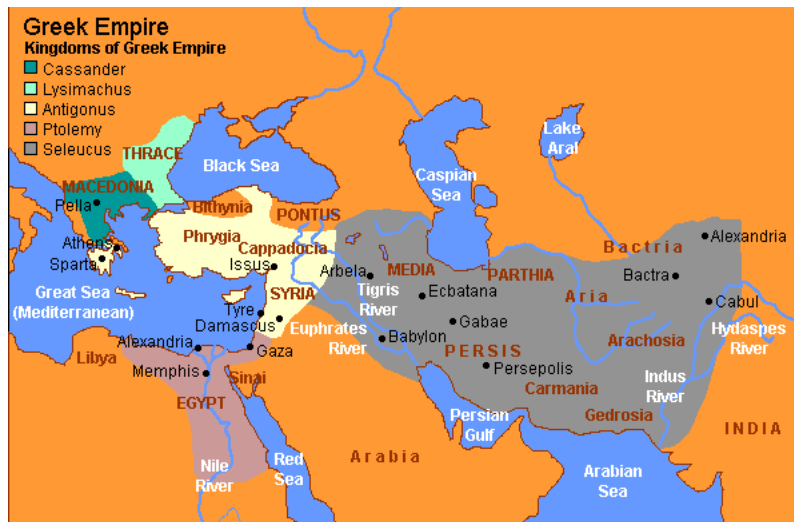 Greek Empire
Kingdoms of Greek Empire
Cassander
Lysimachus
Antigonus
Ptolemy
Seleucus
THRACE
Black Sea
Caspian
Sea
Lake
Aral
MACEDONIA
Pella
Bithynia
PONTUS
Phrygia
Cappadocia
Athens
Sparta
Issus
Great Sea
(Mediterranean)
SYRIA
Tyre
Damascus
Arbela
MEDIA
Tigris
River
Ecbatana
PARTHIA
Bactria
Alexandria
Bactra
Aria
Cabul
Euphrates
River
Babylon
Gabae
Arachosia
Hydaspes
River
Alexandria
Gaza
Libya
Memphis
Sinai
EGYPT
PERSIS
Persepolis
Carmania
Indus
River
Persian
Gulf
Gedrosia
INDIA
Nile
River
Red
Sea
Arabia
Arabian
Sea